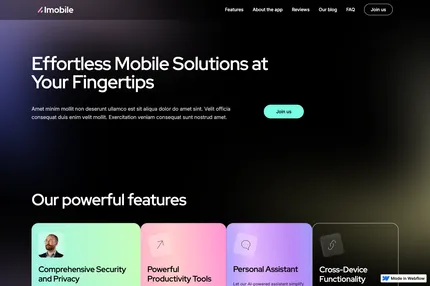 Imobile
Features About the app Reviews Our blog FAQ Join us
Effortless Mobile Solutions at
Your Fingertips
Amet minim mollit non deserunt ullamco est sit aliqua dolor do amet sint. Velit officia
consequat duis enim velit mollit. Exercitation veniam consequat sunt nostrud amet.
Join us
Our powerful features
Comprehensive Security
and Privacy
Powerful
Productivity Tools
Personal Assistant
Let our AI-powered assistant simplify
Cross-Device
Functionality
Made in Webflow